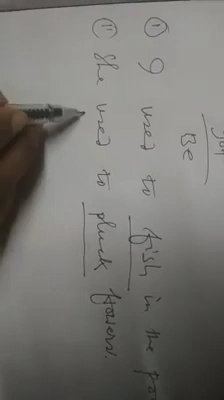 Be
(i) I used to fish in the
(ii) She used to pluck flowers.